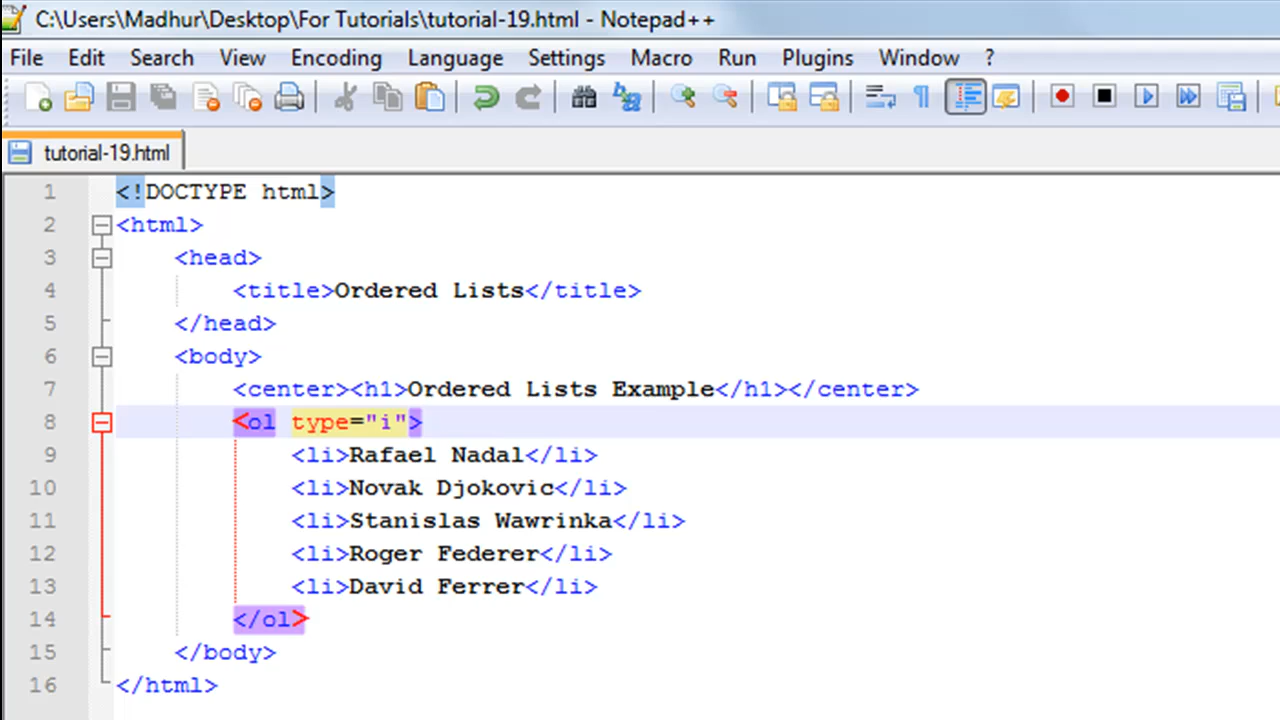 C:\Users\Madhur\Desktop\For Tutorials\tutorial-19.html - Notepad++
File Edit Search View Encoding Language Settings Macro Run Plugins Window ?
tutorial-19.html
1 <!DOCTYPE html>
2 <html>
3 <head>
4 <title>Ordered Lists</title>
5 </head>
6 <body>
7 <center><h1>Ordered Lists Example</h1></center>
8 <ol type="i">
9 <li>Rafael Nadal</li>
10 <li>Novak Djokovic</li>
11 <li>Stanislas Wawrinka</li>
12 <li>Roger Federer</li>
13 <li>David Ferrer</li>
14 </ol>
15 </body>
16 </html>